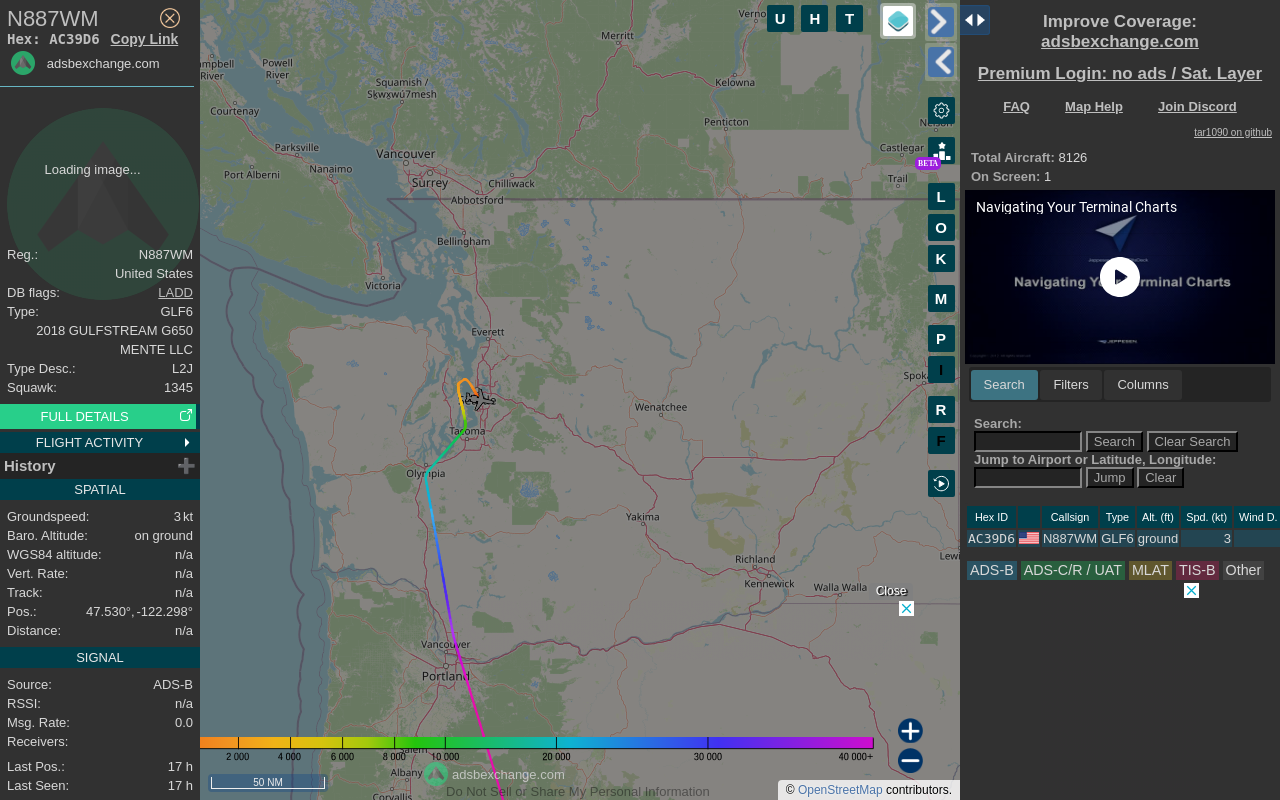 N887WM
Hex: AC39D6 Copy Link
adsbexchange.com
Loading image...
Reg.: N887WM
United States
DB flags: LADD
Type: GLF6
2018 GULFSTREAM G650
MENTE LLC
Type Desc.: L2J
Squawk: 1345
FULL DETAILS
FLIGHT ACTIVITY
History
SPATIAL
Groundspeed: 3 kt
Baro. Altitude: on ground
WGS84 altitude: n/a
Vert. Rate: n/a
Track: n/a
Pos.: 47.530°, -122.298°
Distance: n/a
SIGNAL
Source: ADS-B
RSSI: n/a
Msg. Rate: 0.0
Receivers:
Last Pos.: 17 h
Last Seen: 17 h
Merritt
Powell
River
River
Squamish /
Sḵwx̱wú7mesh
Kelowna
Courtenay
Penticton
Parksville
Vancouver
Castlegar
Nanaimo
Port Alberni
Surrey
Chilliwack
Trail
Abbotsford
Bellingham
Victoria
Everett
Wenatchee
Tacoma
Olympia
Yakima
Richland
Kennewick
Walla Walla
Vancouver
Portland
Salem
Albany
Corvallis
U H T
BETA
L
O
K
M
P
I
R
F
Close
2 000 4 000 6 000 8 000 10 000 20 000 30 000 40 000+
50 NM
adsbexchange.com
Do Not Sell or Share My Personal Information
© OpenStreetMap contributors.
Improve Coverage:
adsbexchange.com
Premium Login: no ads / Sat. Layer
FAQ Map Help Join Discord
tar1090 on github
Total Aircraft: 8126
On Screen: 1
Navigating Your Terminal Charts
Navigating Your Terminal Charts
JEPPESEN
Search Filters Columns
Search:
Search Clear Search
Jump to Airport or Latitude, Longitude:
Jump Clear
Hex ID Callsign Type Alt. (ft) Spd. (kt) Wind D.
AC39D6 N887WM GLF6 ground 3
ADS-B ADS-C/R / UAT MLAT TIS-B Other